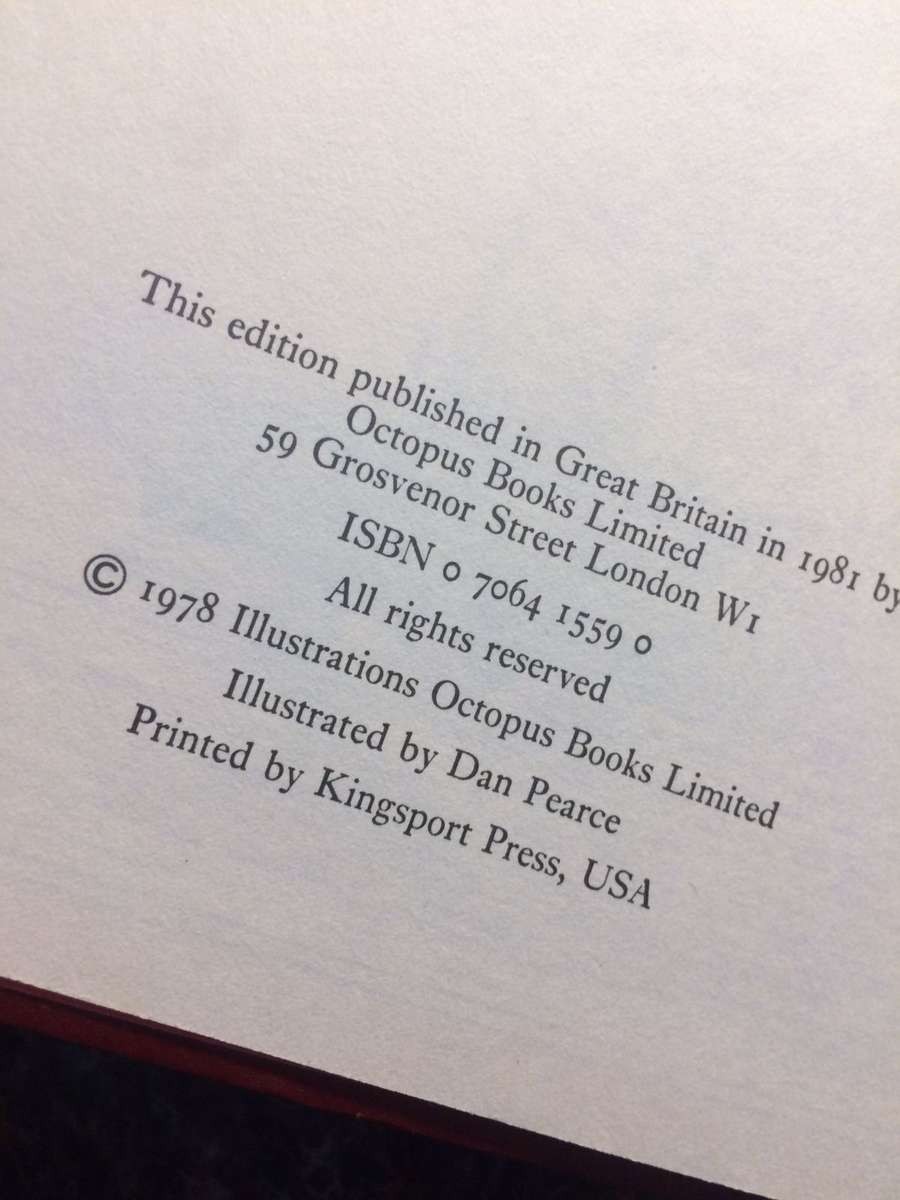 This edition published in Great Britain in 1981 by
Octopus Books Limited
59 Grosvenor Street London W1
ISBN 0 7064 1559 0
All rights reserved
© 1978 Illustrations Octopus Books Limited
Illustrated by Dan Pearce
Printed by Kingsport Press, USA